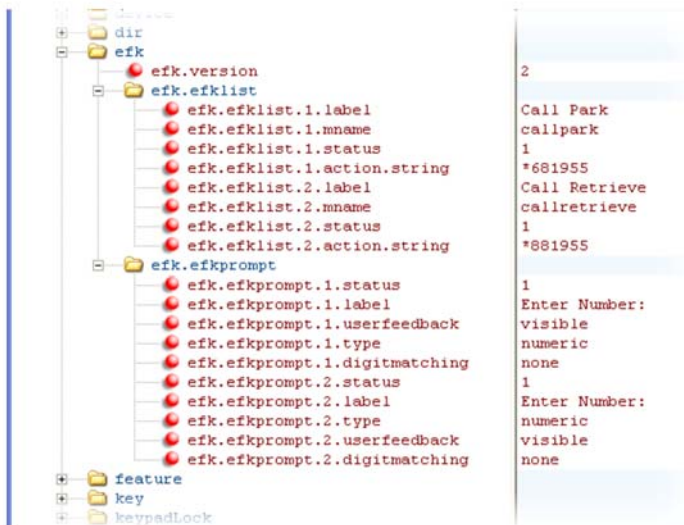 device
dir
efk
efk.version 2
efk.efklist
efk.efklist.1.label Call Park
efk.efklist.1.mname callpark
efk.efklist.1.status 1
efk.efklist.1.action.string *681955
efk.efklist.2.label Call Retrieve
efk.efklist.2.mname callretrieve
efk.efklist.2.status 1
efk.efklist.2.action.string *881955
efk.efkprompt
efk.efkprompt.1.status 1
efk.efkprompt.1.label Enter Number:
efk.efkprompt.1.userfeedback visible
efk.efkprompt.1.type numeric
efk.efkprompt.1.digitmatching none
efk.efkprompt.2.status 1
efk.efkprompt.2.label Enter Number:
efk.efkprompt.2.type numeric
efk.efkprompt.2.userfeedback visible
efk.efkprompt.2.digitmatching none
feature
key
keypadLock